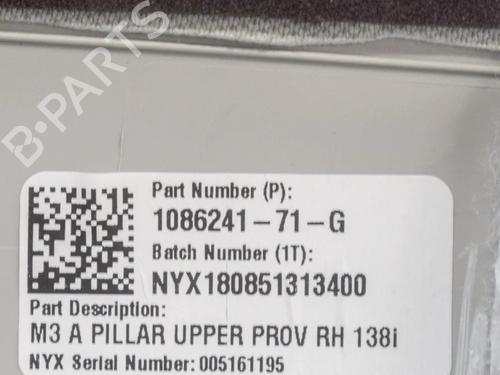 B-PARTS
Part Number (P):
1086241-71-G
Batch Number (1T):
NYX180851313400
Part Description:
M3 A PILLAR UPPER PROV RH 138i
NYX Serial Number: 005161195